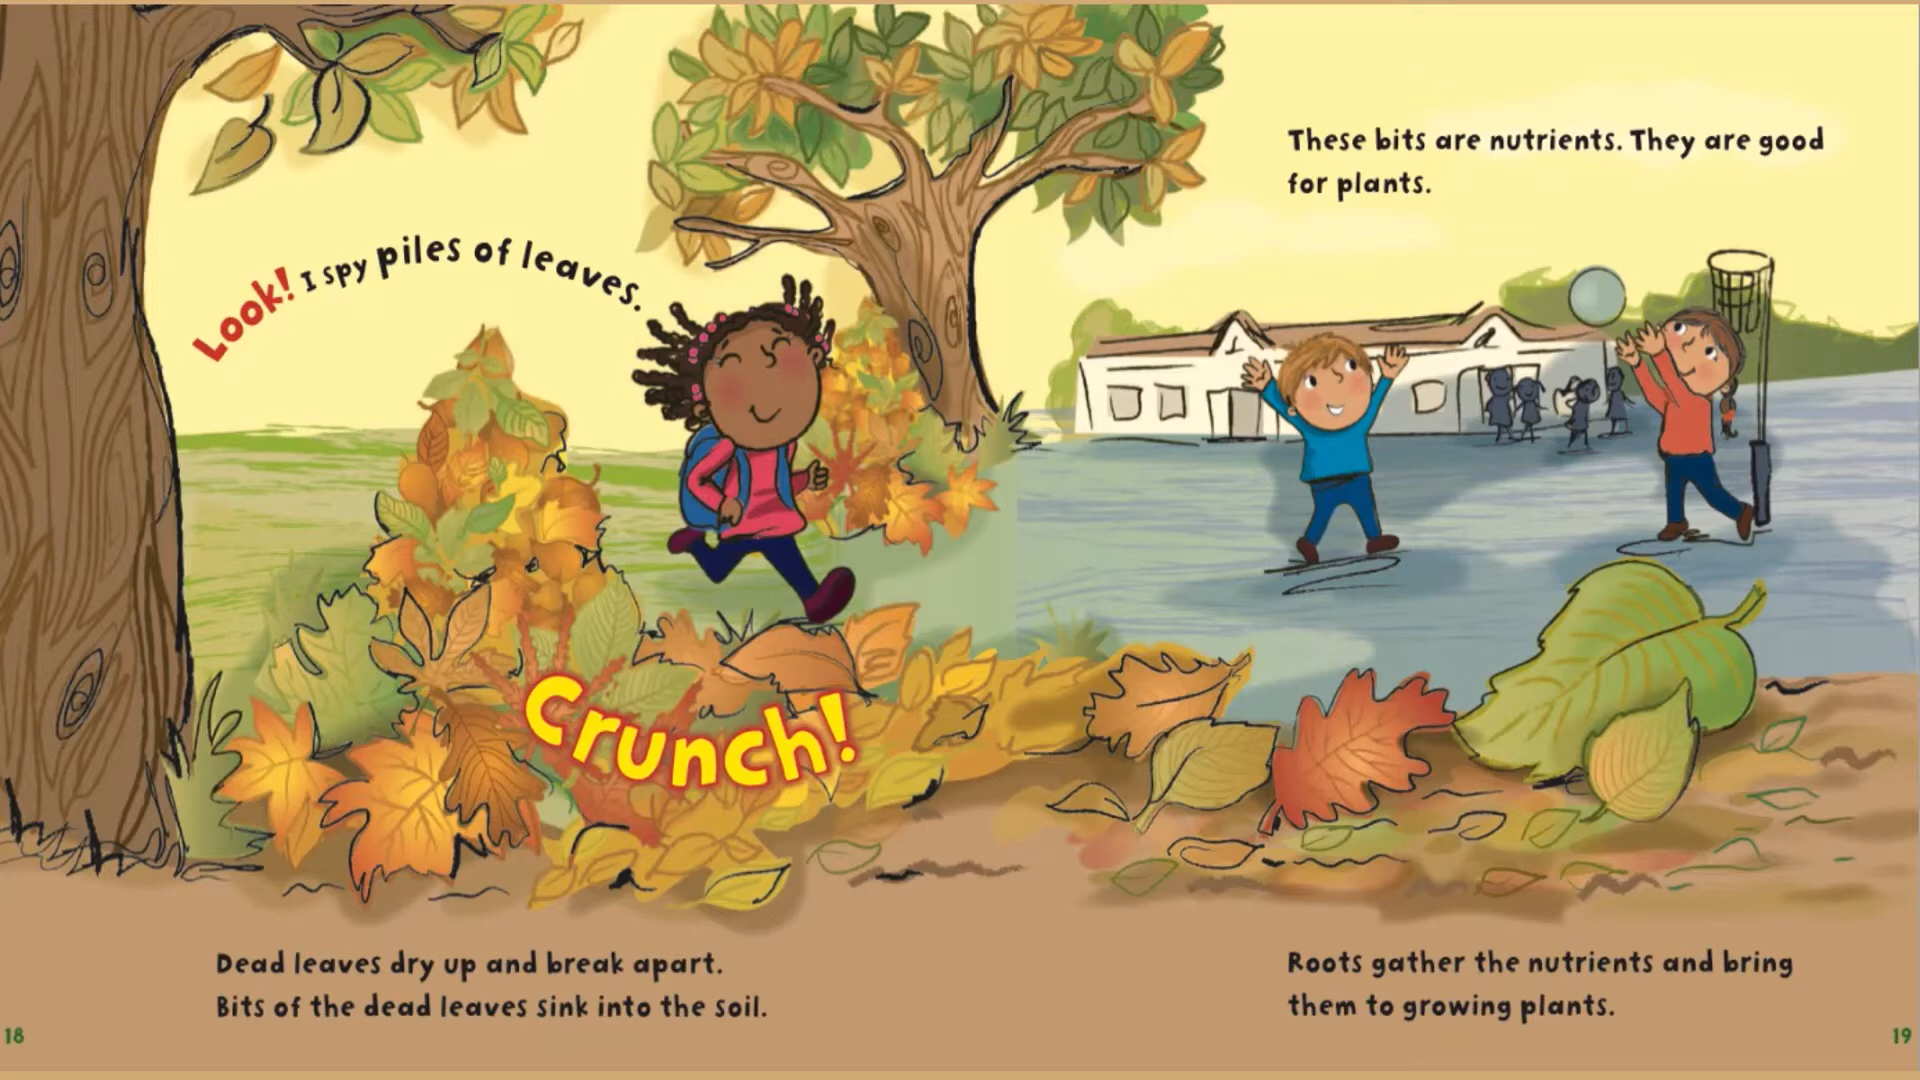 Look! I spy piles of leaves.
Crunch!
Dead leaves dry up and break apart.
Bits of the dead leaves sink into the soil.
18
These bits are nutrients. They are good
for plants.
Roots gather the nutrients and bring
them to growing plants.
19